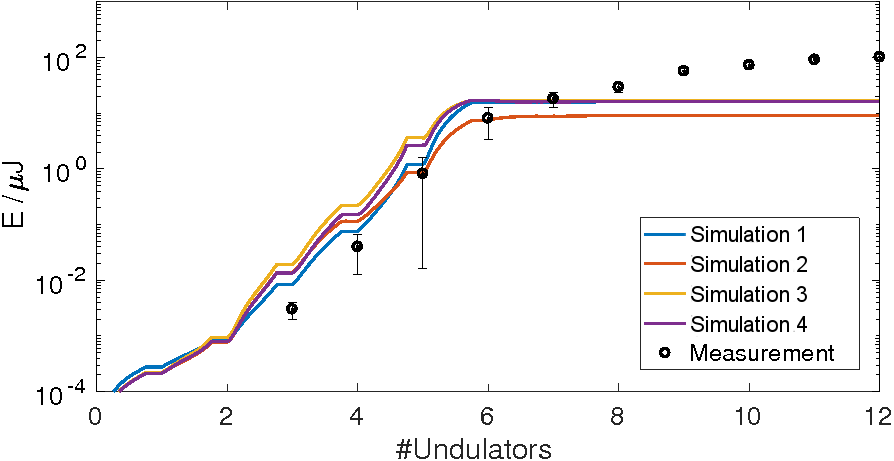 E /μJ
10^2
10^0
10^-2
10^-4
0
2
4
6
8
10
12
#Undulators
Simulation 1
Simulation 2
Simulation 3
Simulation 4
Measurement